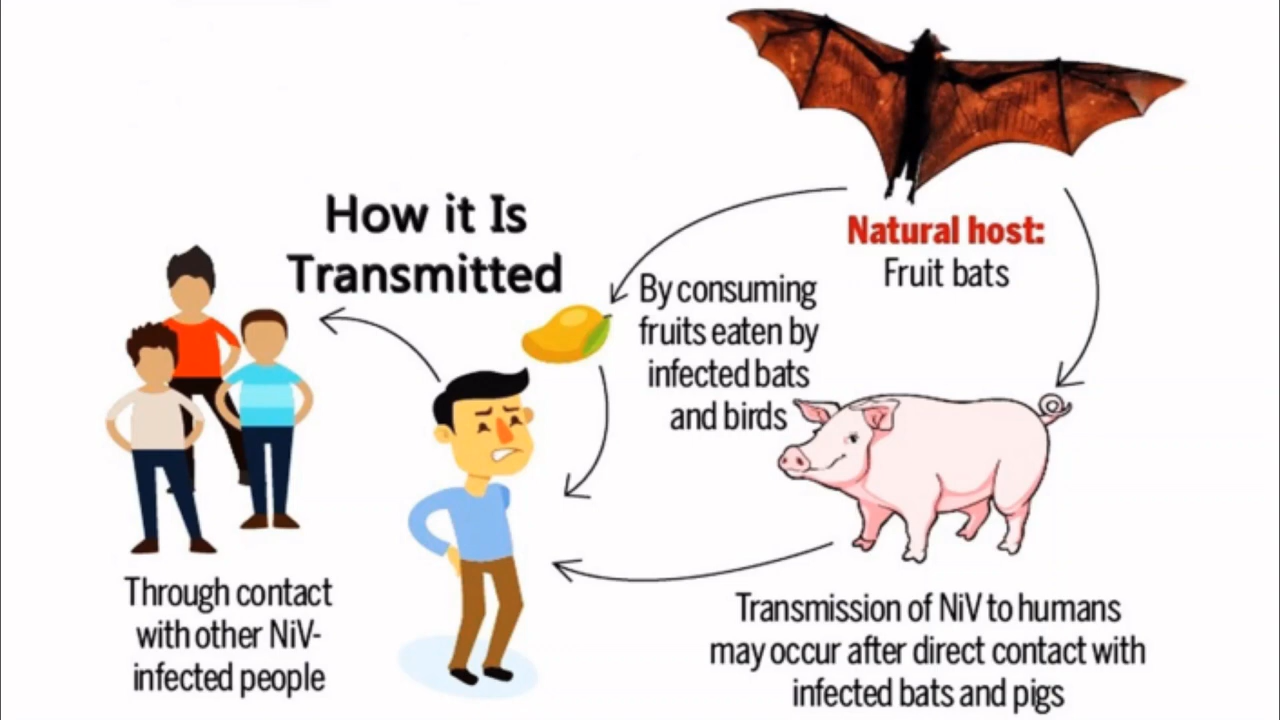 How it Is
Transmitted
Natural host:
Fruit bats
By consuming
fruits eaten by
infected bats
and birds
Through contact
with other NiV-
infected people
Transmission of NiV to humans
may occur after direct contact with
infected bats and pigs